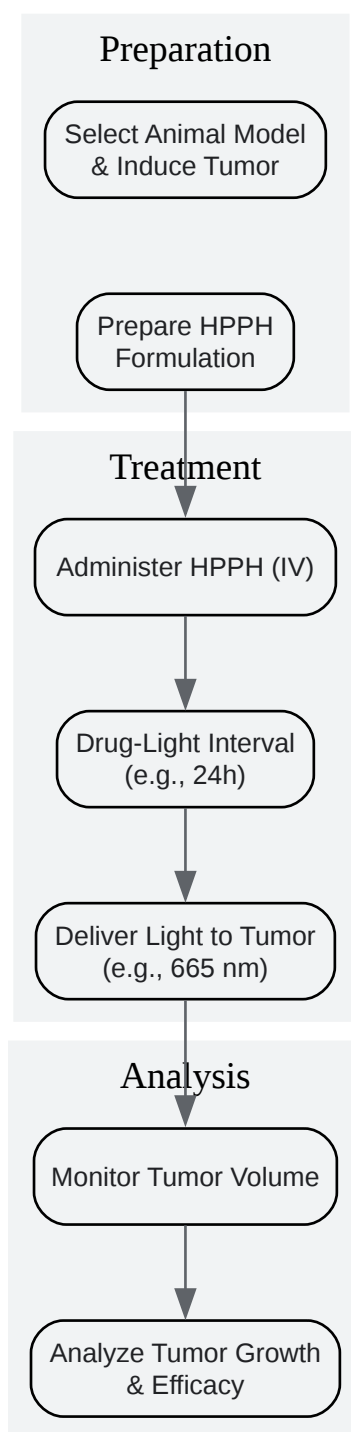 Preparation
Select Animal Model
& Induce Tumor
Prepare HPPH
Formulation
Treatment
Administer HPPH (IV)
Drug-Light Interval
(e.g., 24h)
Deliver Light to Tumor
(e.g., 665 nm)
Analysis
Monitor Tumor Volume
Analyze Tumor Growth
& Efficacy